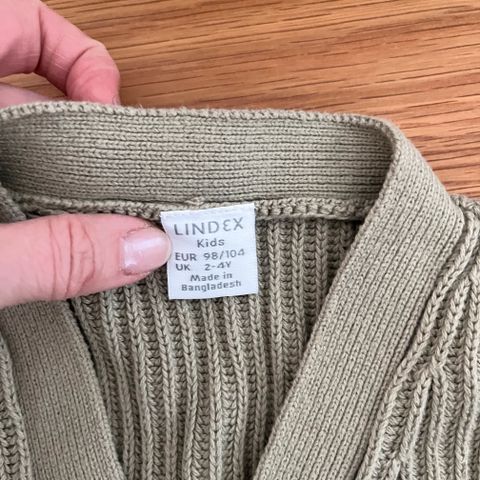 LINDEX
Kids
EUR 98/104
UK 2-4Y
Made in
Bangladesh